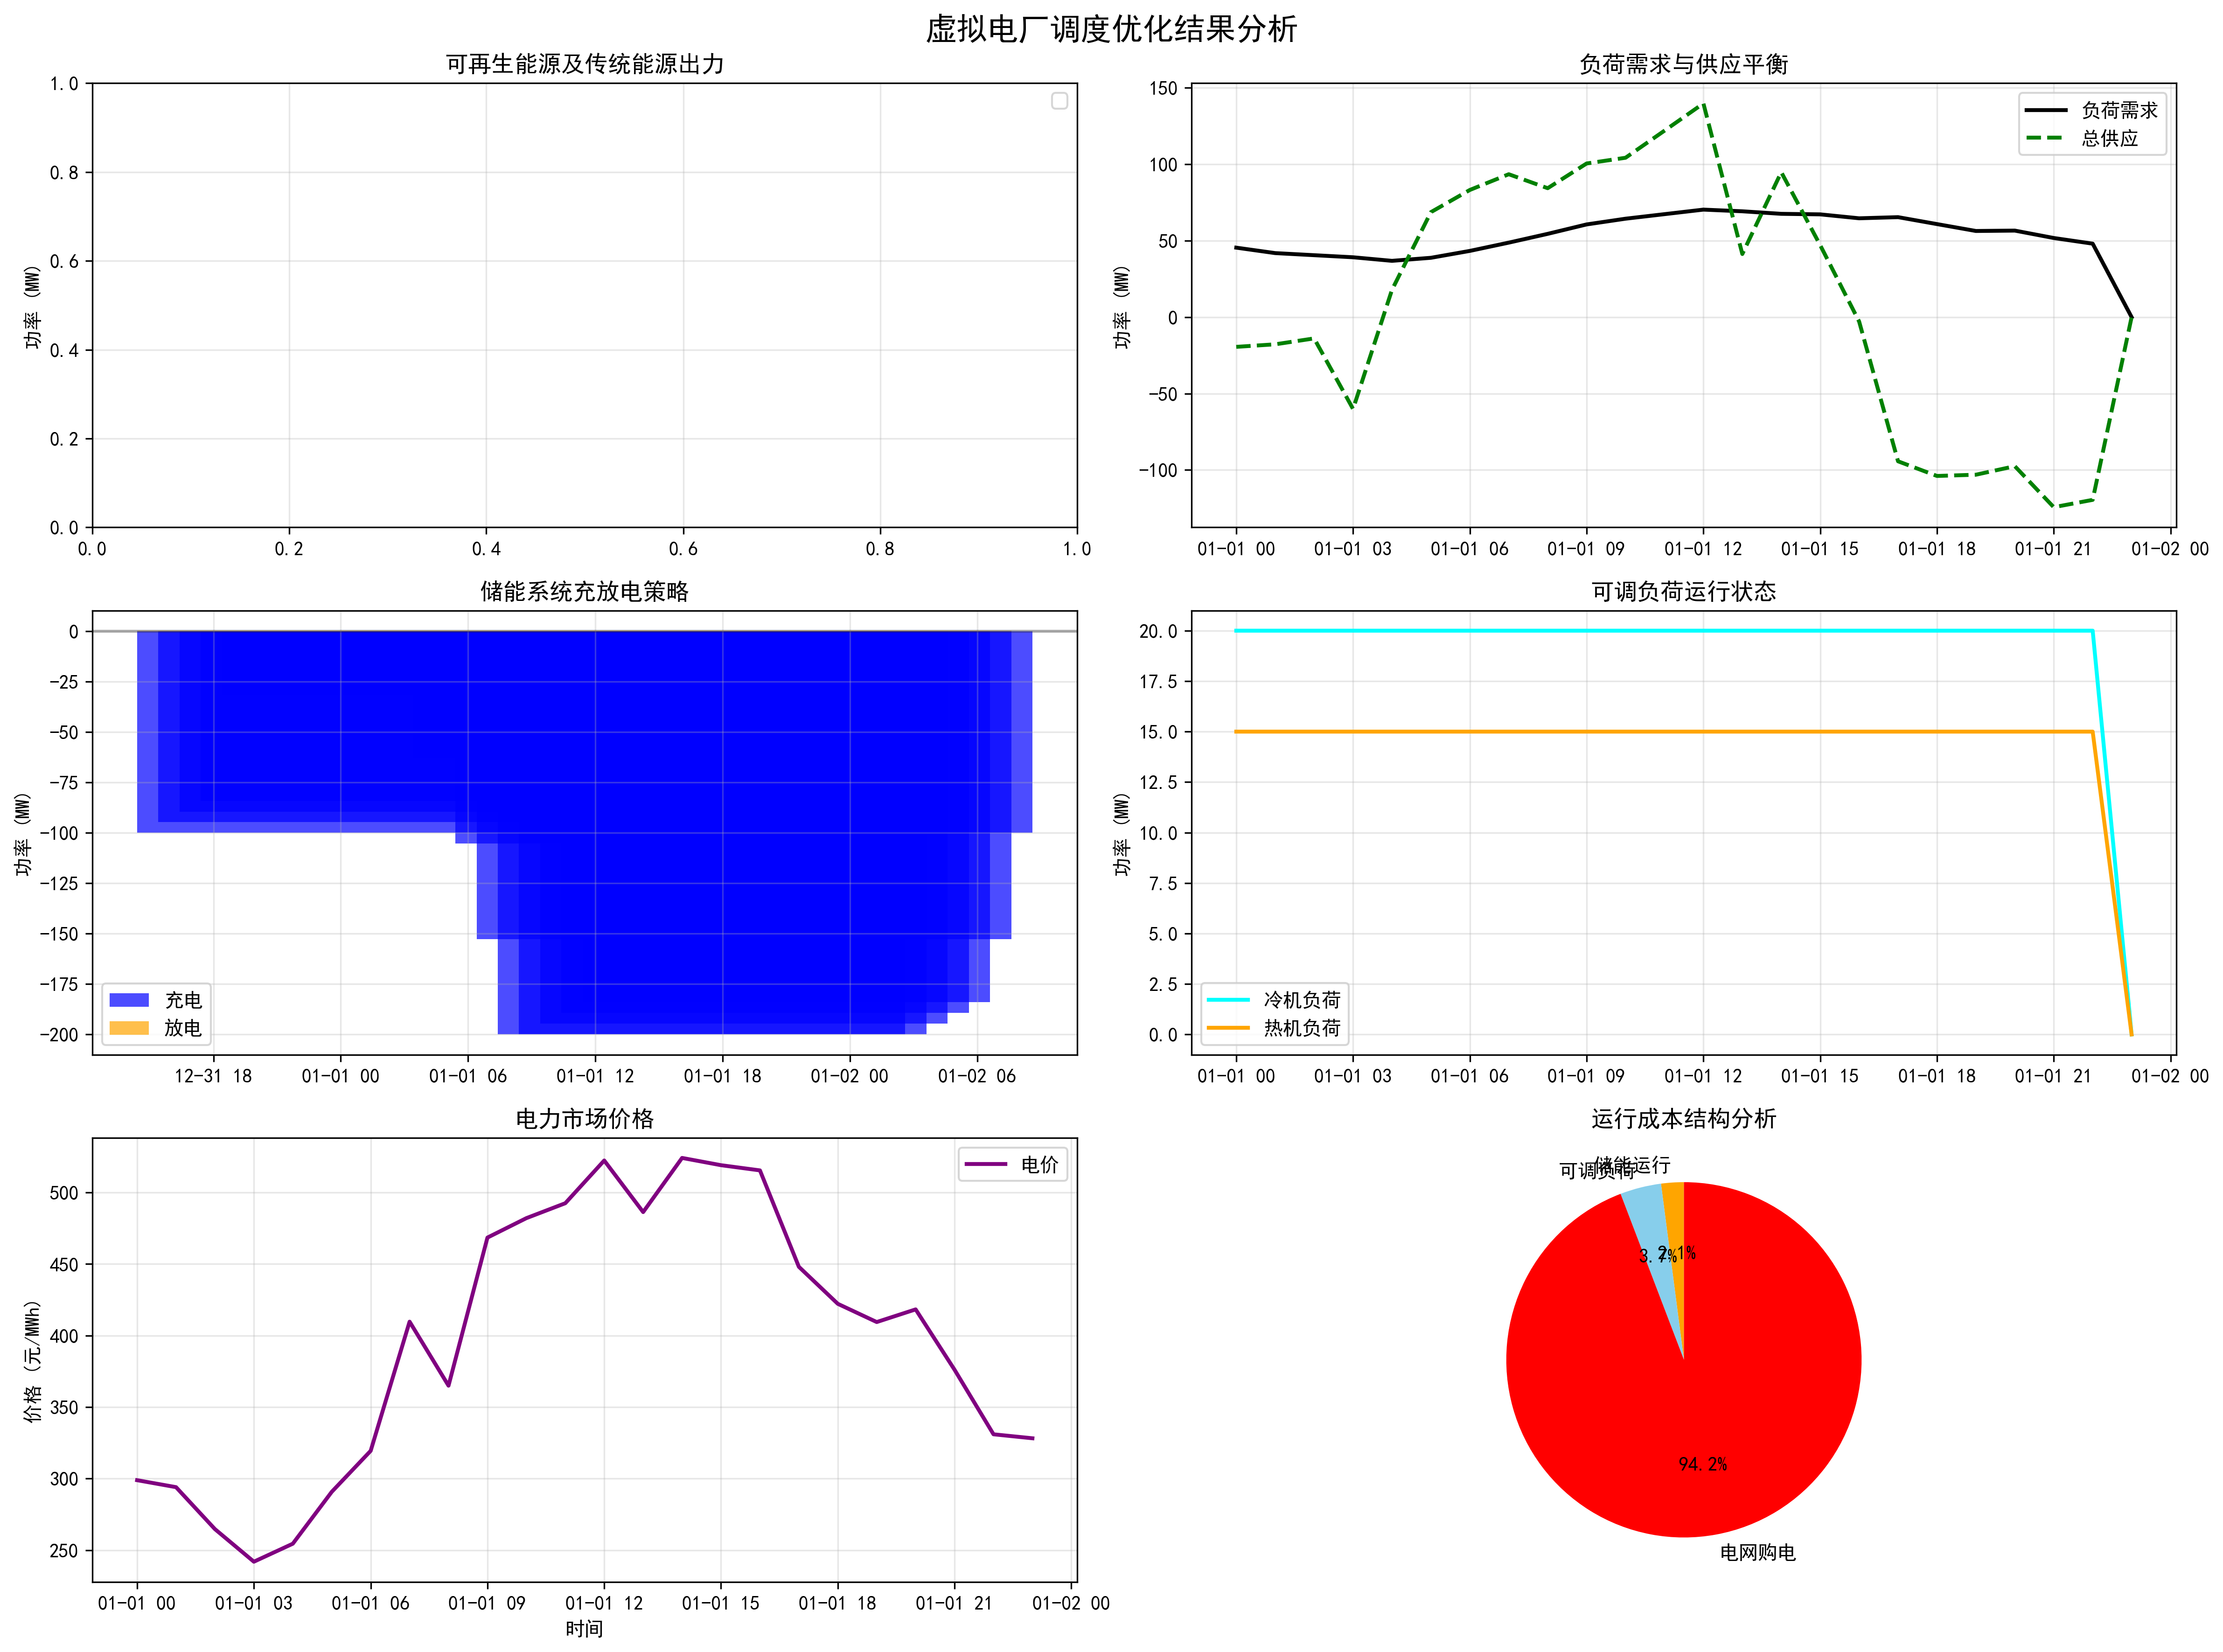 虚拟电厂调度优化结果分析
可再生能源及传统能源出力
功率 (MW)
1.0
0.8
0.6
0.4
0.2
0.0
0.0 0.2 0.4 0.6 0.8 1.0
负荷需求与供应平衡
功率 (MW)
150
100
50
0
−50
−100
负荷需求
总供应
01-01 00 01-01 03 01-01 06 01-01 09 01-01 12 01-01 15 01-01 18 01-01 21 01-02 00
储能系统充放电策略
功率 (MW)
0
−25
−50
−75
−100
−125
−150
−175
−200
充电
放电
12-31 18 01-01 00 01-01 06 01-01 12 01-01 18 01-02 00 01-02 06
可调负荷运行状态
功率 (MW)
20.0
17.5
15.0
12.5
10.0
7.5
5.0
2.5
0.0
冷机负荷
热机负荷
01-01 00 01-01 03 01-01 06 01-01 09 01-01 12 01-01 15 01-01 18 01-01 21 01-02 00
电力市场价格
价格 (元/MWh)
500
450
400
350
300
250
电价
01-01 00 01-01 03 01-01 06 01-01 09 01-01 12 01-01 15 01-01 18 01-01 21 01-02 00
时间
运行成本结构分析
储能运行
可调负荷
2.1%
3.7%
94.2%
电网购电